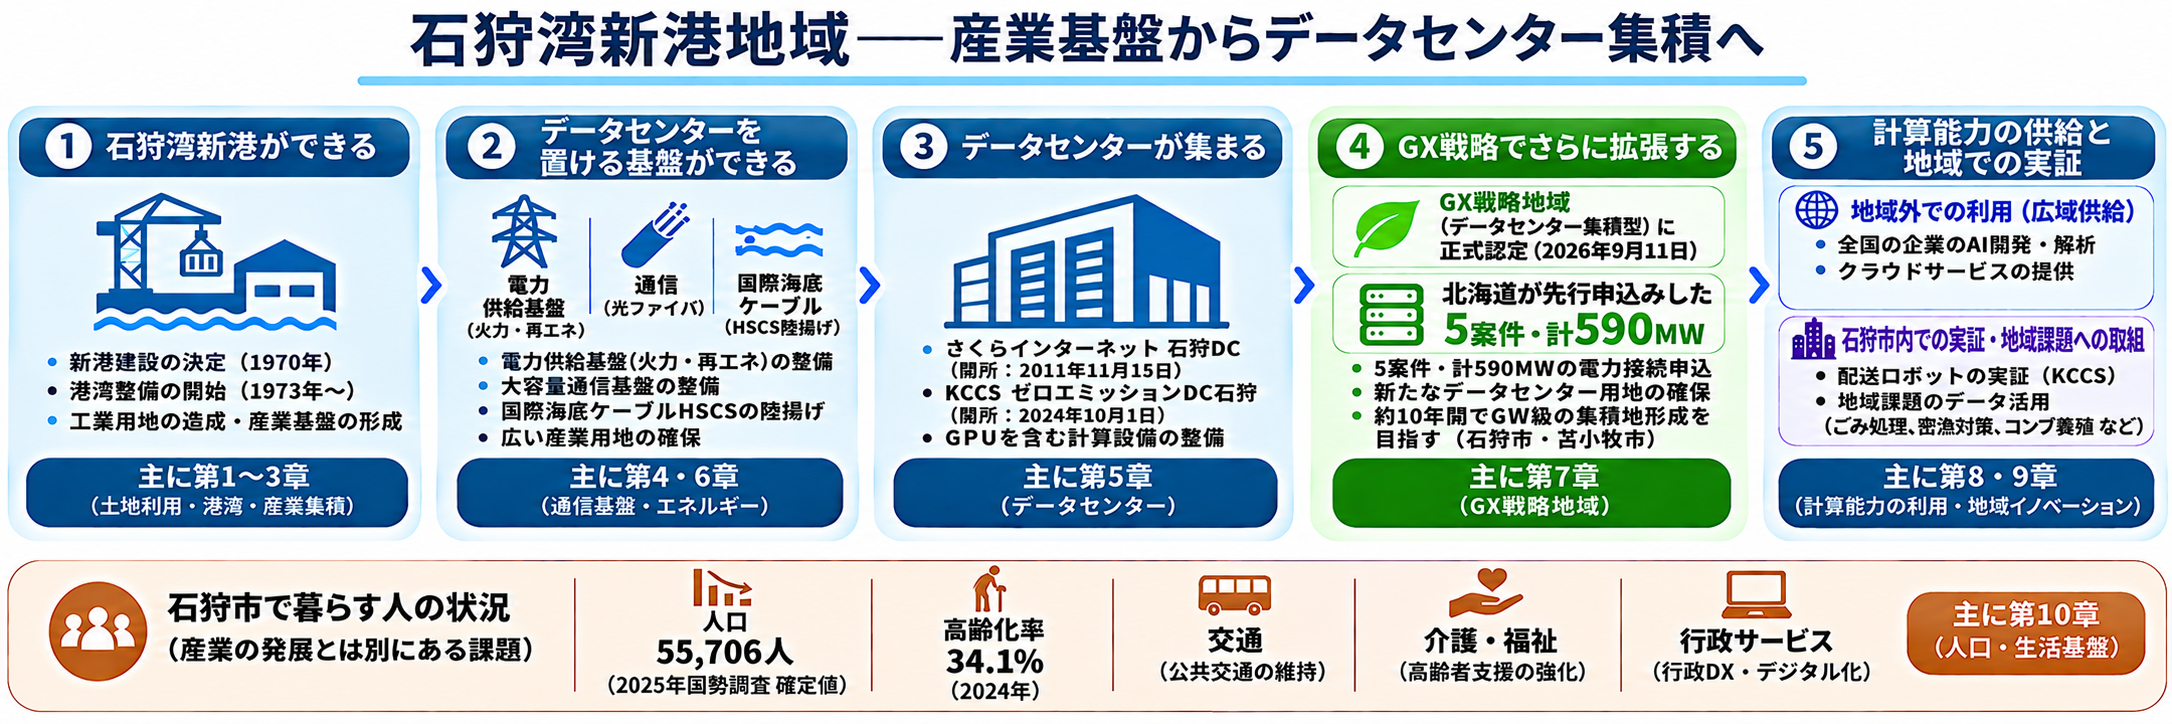 石狩湾新港地域——産業基盤からデータセンター集積へ
1 石狩湾新港ができる
・新港建設の決定（1970年）
・港湾整備の開始（1973年～）
・工業用地の造成・産業基盤の形成
主に第1～3章
（土地利用・港湾・産業集積）
2 データセンターを
置ける基盤ができる
電力
供給基盤
（火力・再エネ）
通信
（光ファイバ）
国際海底
ケーブル
（HSCS陸揚げ）
・電力供給基盤（火力・再エネ）の整備
・大容量通信基盤の整備
・国際海底ケーブルHSCSの陸揚げ
・広い産業用地の確保
主に第4・6章
（通信基盤・エネルギー）
3 データセンターが集まる
・さくらインターネット 石狩DC
（開所：2011年11月15日）
・KCCS ゼロエミッションDC石狩
（開所：2024年10月1日）
・GPUを含む計算設備の整備
主に第5章
（データセンター）
4 GX戦略でさらに拡張する
GX戦略地域
（データセンター集積型）に
正式認定（2026年9月11日）
北海道が先行申込みした
5案件・計590MW
・5案件・計590MWの電力接続申込
・新たなデータセンター用地の確保
・約10年間でGW級の集積地形成を
目指す（石狩市・苫小牧市）
主に第7章
（GX戦略地域）
5 計算能力の供給と
地域での実証
地域外での利用（広域供給）
・全国の企業のAI開発・解析
・クラウドサービスの提供
石狩市内での実証・地域課題への取組
・配送ロボットの実証（KCCS）
・地域課題のデータ活用
（ごみ処理、密漁対策、コンブ養殖 など）
主に第8・9章
（計算能力の利用・地域イノベーション）
石狩市で暮らす人の状況
（産業の発展とは別にある課題）
人口
55,706人
（2025年国勢調査 確定値）
高齢化率
34.1%
（2024年）
交通
（公共交通の維持）
介護・福祉
（高齢者支援の強化）
行政サービス
（行政DX・デジタル化）
主に第10章
（人口・生活基盤）